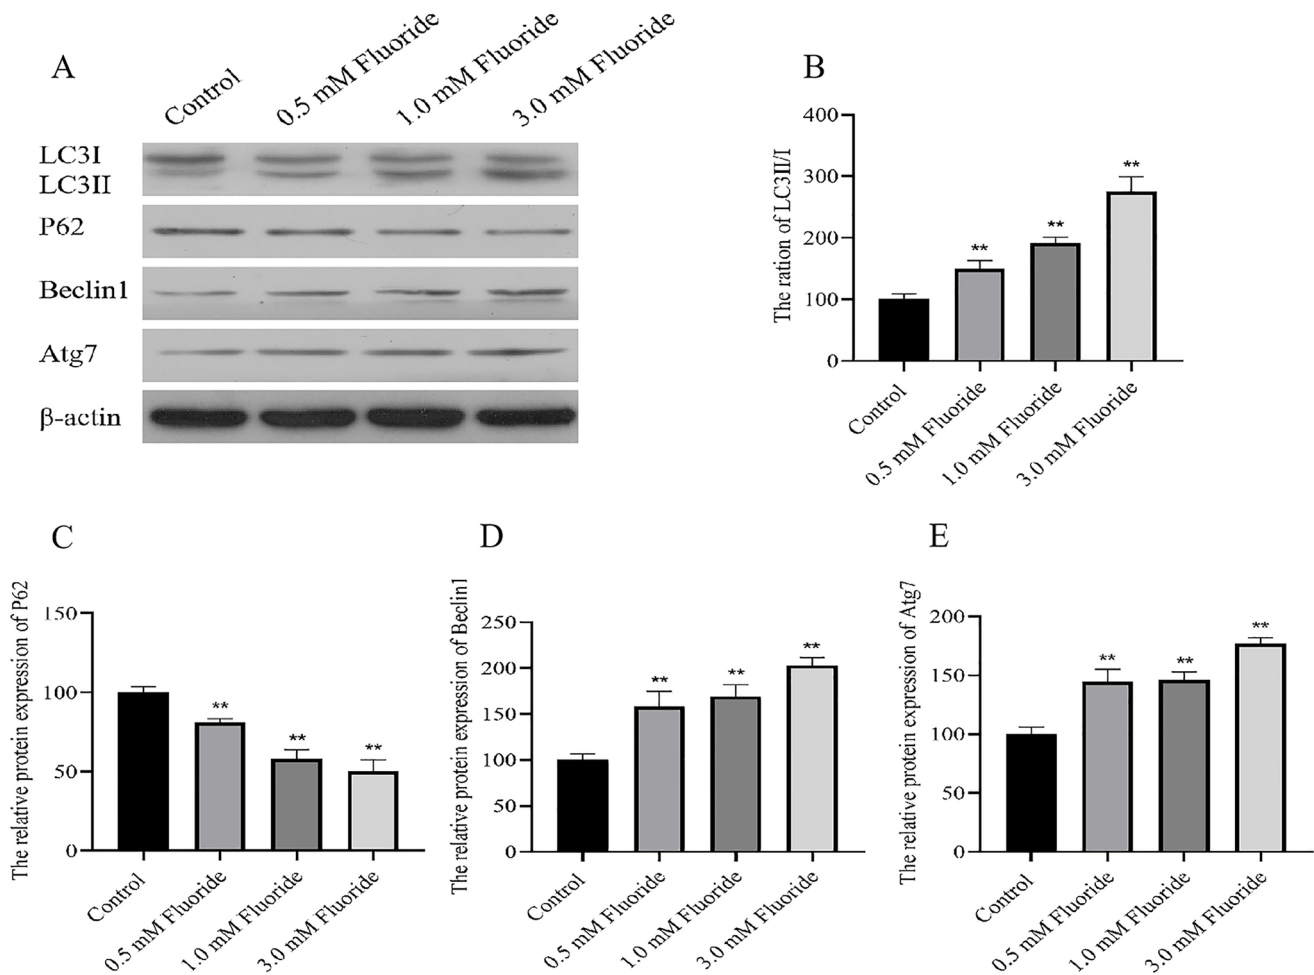 A
Control
0.5 mM Fluoride
1.0 mM Fluoride
3.0 mM Fluoride
LC3I
LC3II
P62
Beclin1
Atg7
β-actin
B
The ration of LC3II/I
400
300
200
100
0
**
**
**
Control
0.5 mM Fluoride
1.0 mM Fluoride
3.0 mM Fluoride
C
The relative protein expression of P62
150
100
50
0
**
**
**
Control
0.5 mM Fluoride
1.0 mM Fluoride
3.0 mM Fluoride
D
The relative protein expression of Beclin1
250
200
150
100
50
0
**
**
**
Control
0.5 mM Fluoride
1.0 mM Fluoride
3.0 mM Fluoride
E
The relative protein expression of Atg7
200
150
100
50
0
**
**
**
Control
0.5 mM Fluoride
1.0 mM Fluoride
3.0 mM Fluoride